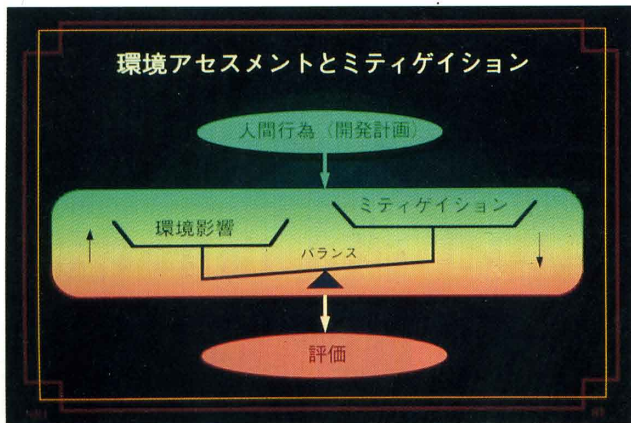 環境アセスメントとミティゲイション
人間行為(開発計画)
環境影響
ミティゲイション
バランス
評価